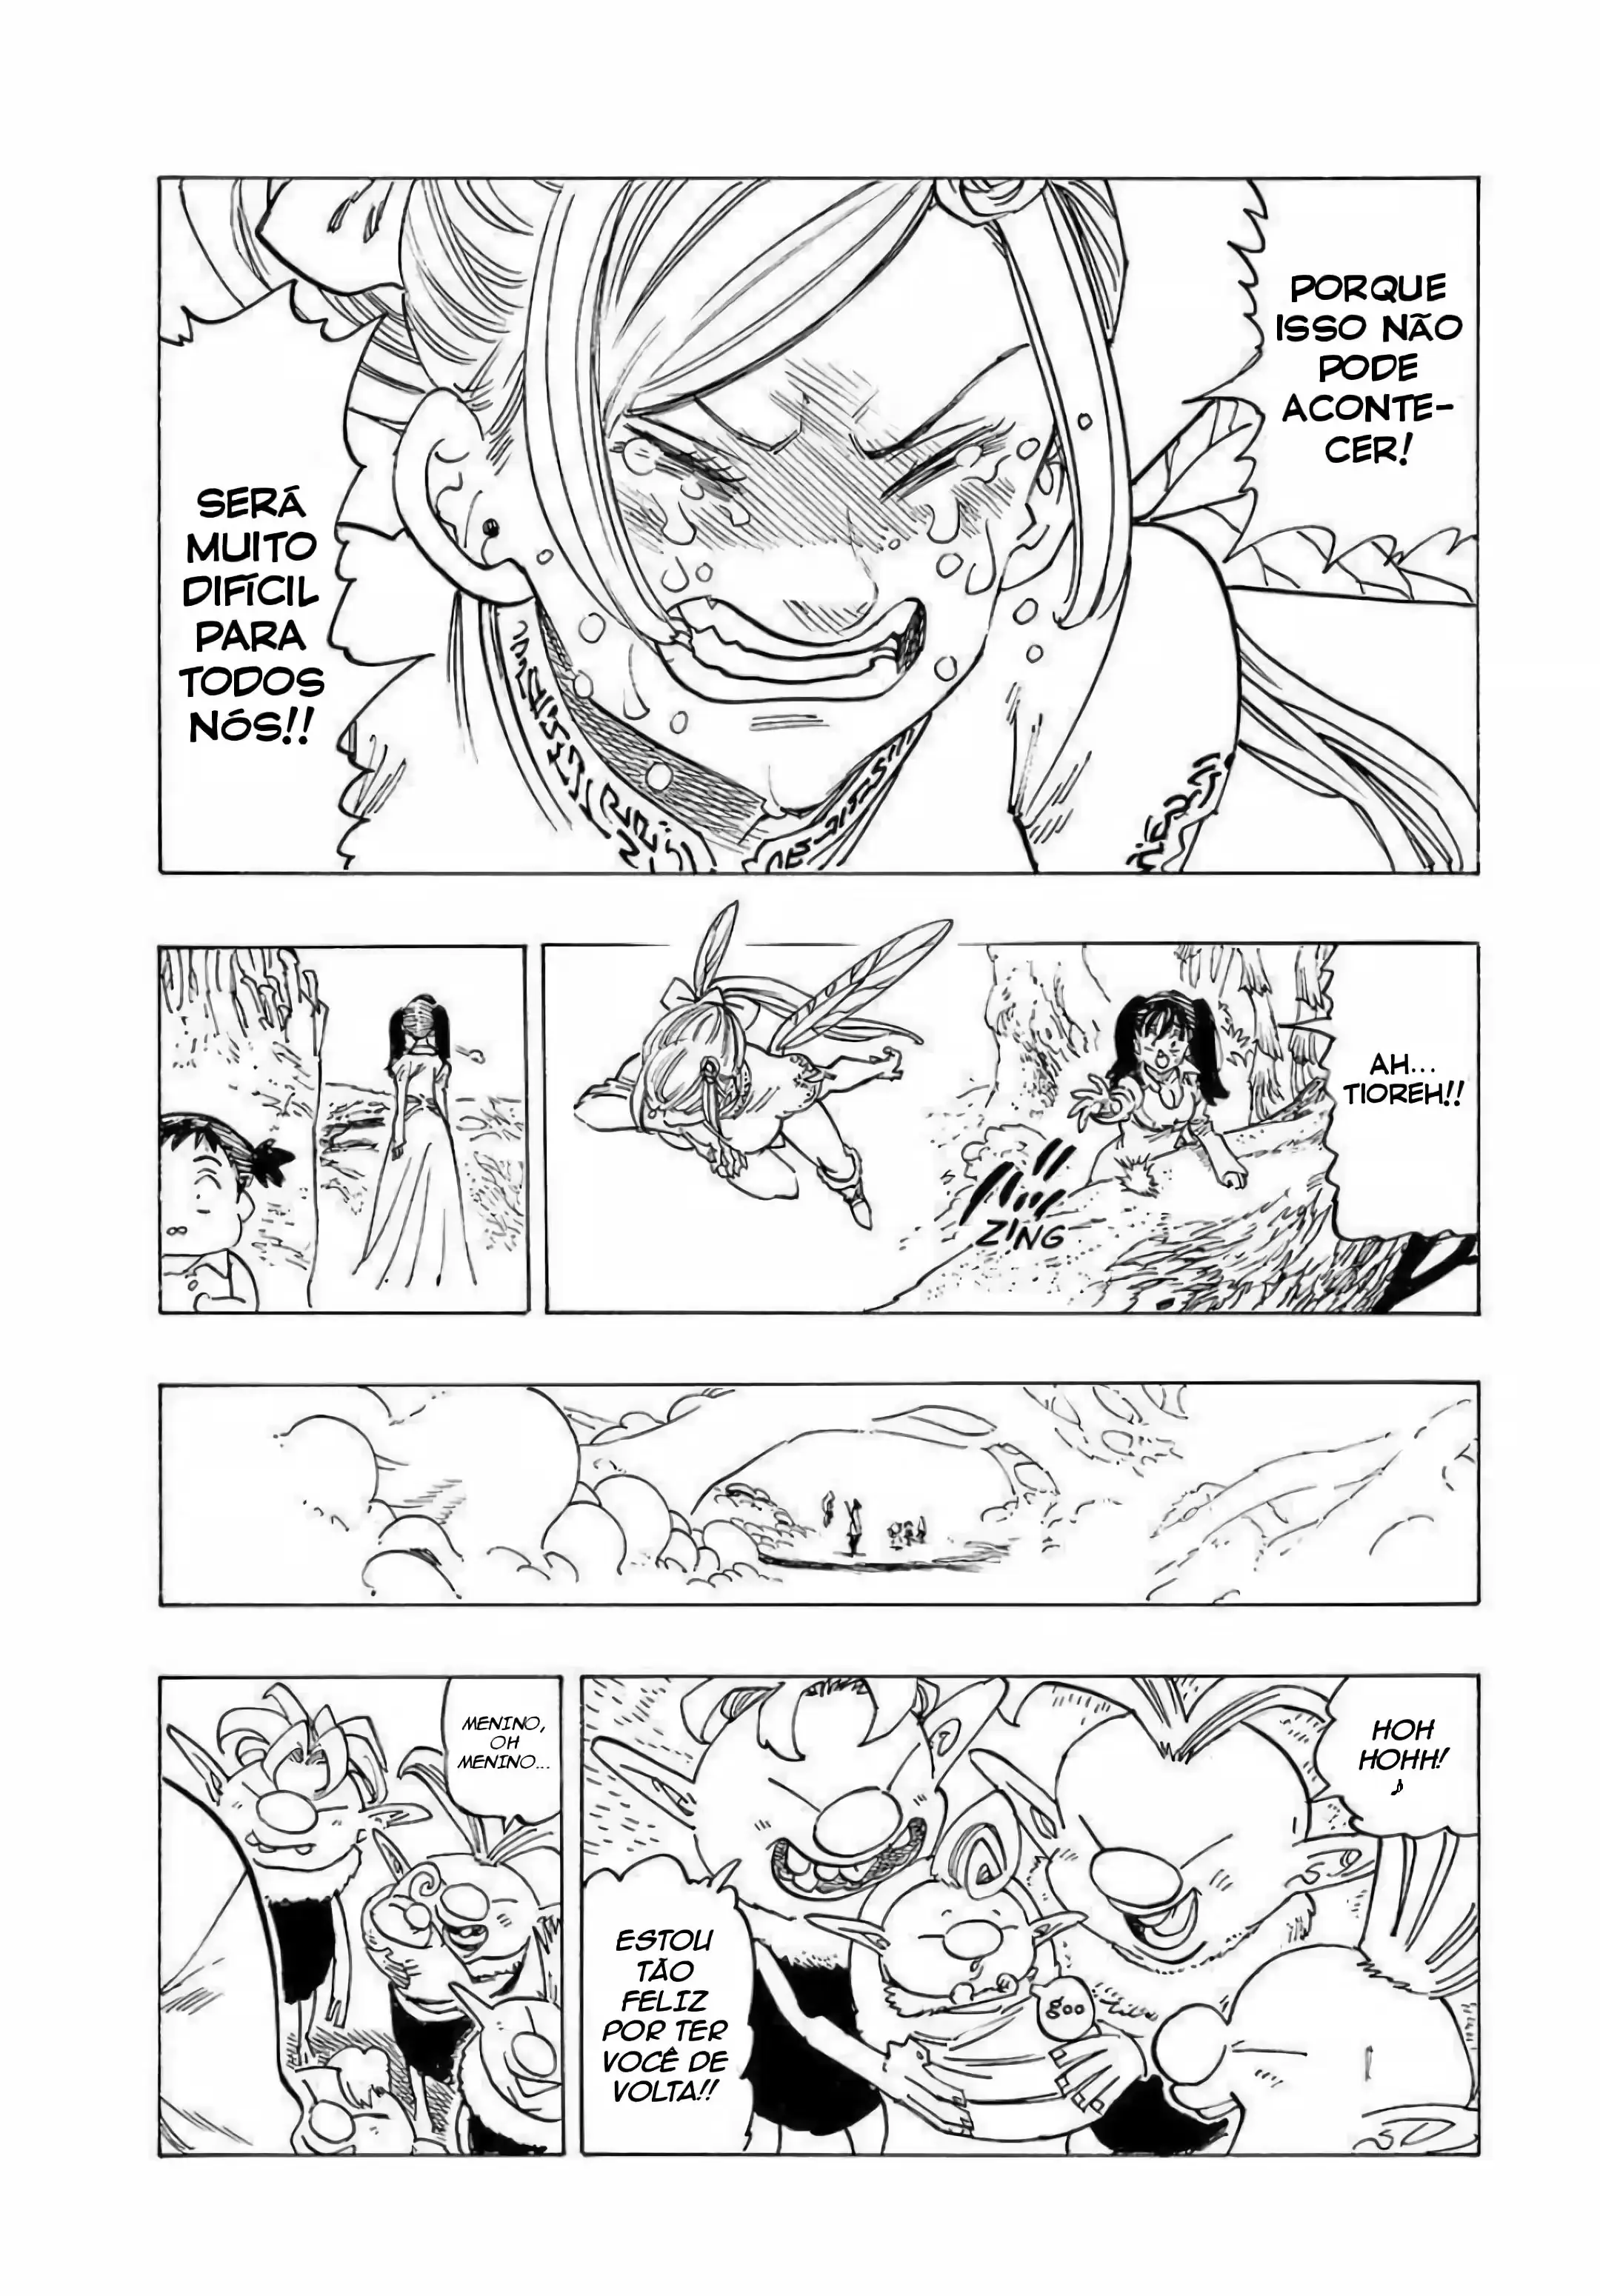 PORQUE
ISSO NÃO
PODE
ACONTE-
CER!
SERÁ
MUITO
DIFÍCIL
PARA
TODOS
NÓS!!
AH...
TIOREH!!
ZING
HOH
HOHH!
♪
ESTOU
TÃO
FELIZ
POR TER
VOCÊ DE
VOLTA!!
goo
MENINO,
OH
MENINO...